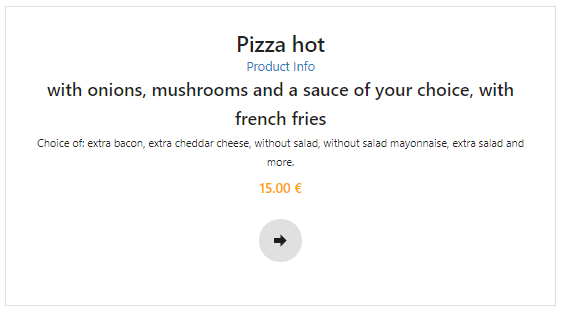 Pizza hot
Product Info
with onions, mushrooms and a sauce of your choice, with
french fries
Choice of: extra bacon, extra cheddar cheese, without salad, without salad mayonnaise, extra salad and
more.
15.00 €